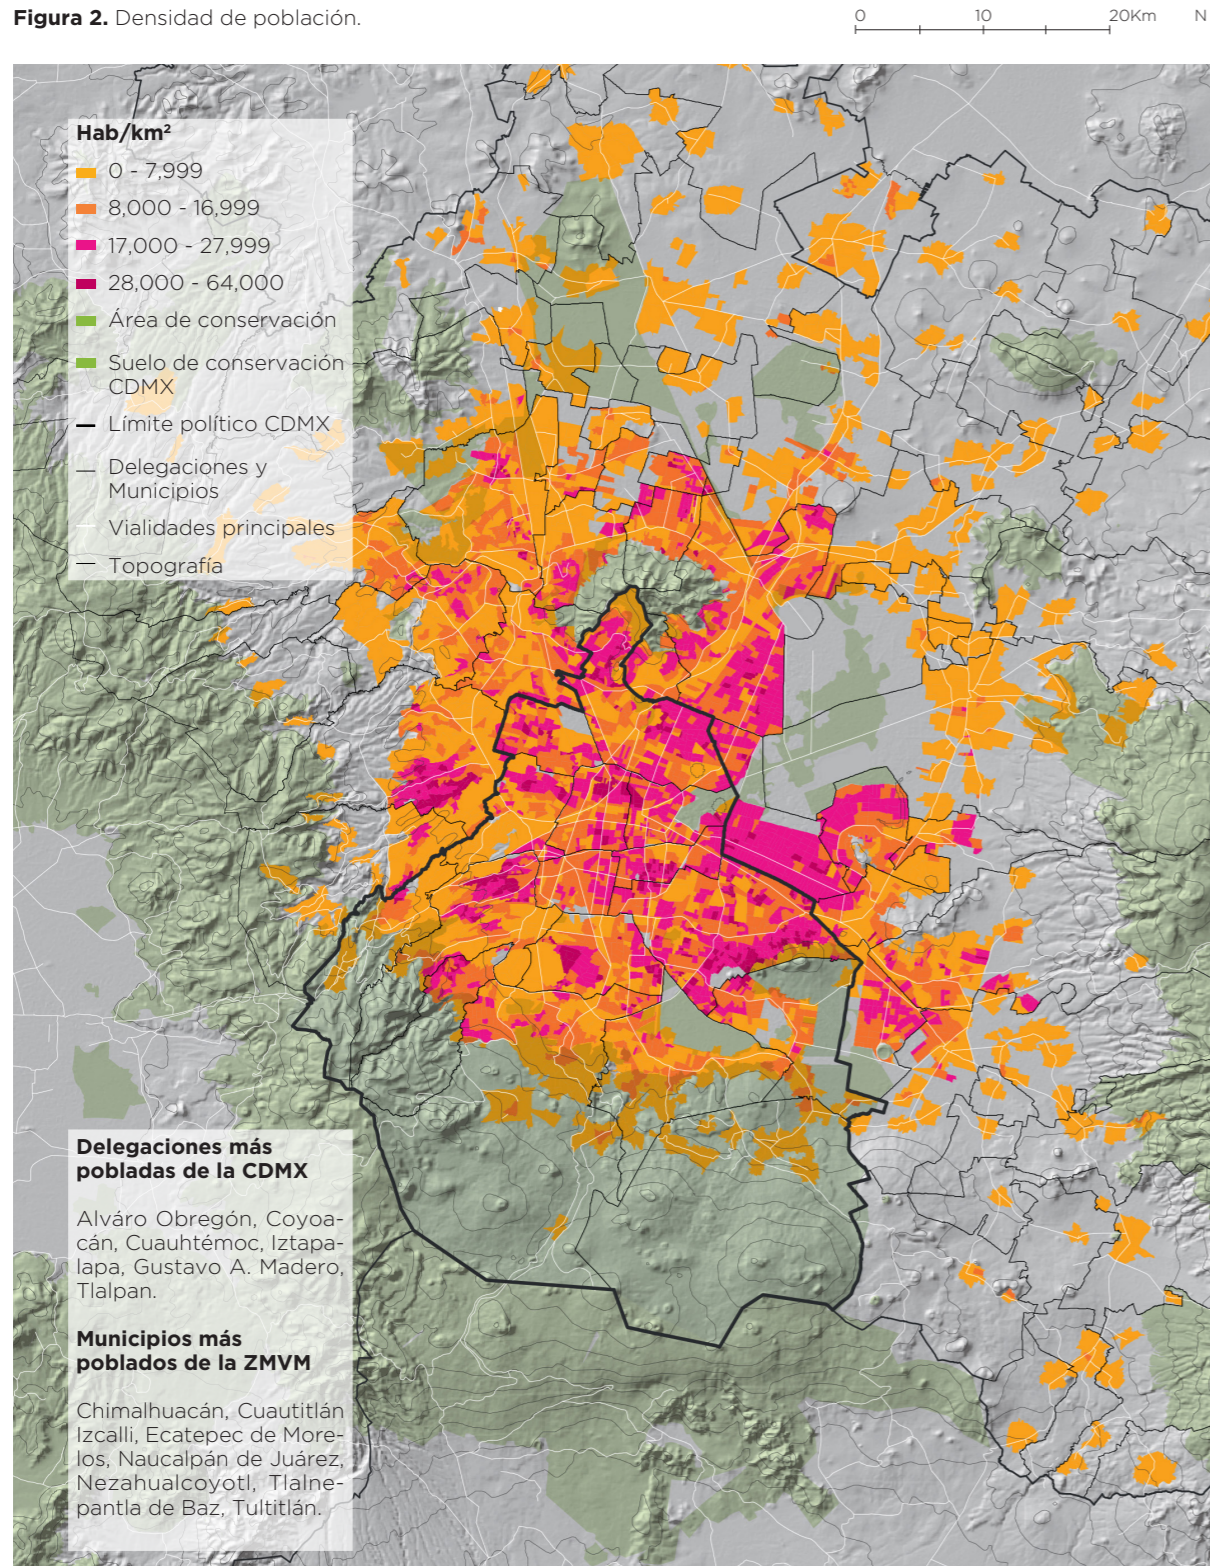 Figura 2. Densidad de población.
0 10 20Km N
Hab/km²
0 - 7,999
8,000 - 16,999
17,000 - 27,999
28,000 - 64,000
Área de conservación
Suelo de conservación
CDMX
Límite político CDMX
Delegaciones y
Municipios
Vialidades principales
Topografía
Delegaciones más
pobladas de la CDMX
Alváro Obregón, Coyoa-
cán, Cuauhtémoc, Iztapa-
lapa, Gustavo A. Madero,
Tlalpan.
Municipios más
poblados de la ZMVM
Chimalhuacán, Cuautitlán
Izcalli, Ecatepec de More-
los, Naucalpán de Juárez,
Nezahualcoyotl, Tlalne-
pantla de Baz, Tultitlán.